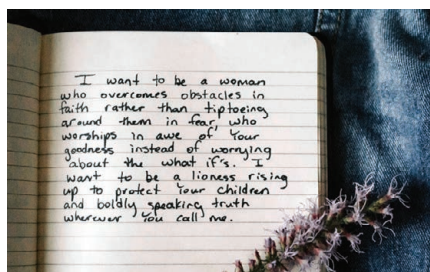 I want to be a woman
who overcomes obstacles in
faith rather than tiptoeing
around them in fear, who
worships in awe of Your
goodness instead of worrying
about the what if's. I
want to be a lioness rising
up to protect Your children
and boldly speaking truth
wherever You call me.